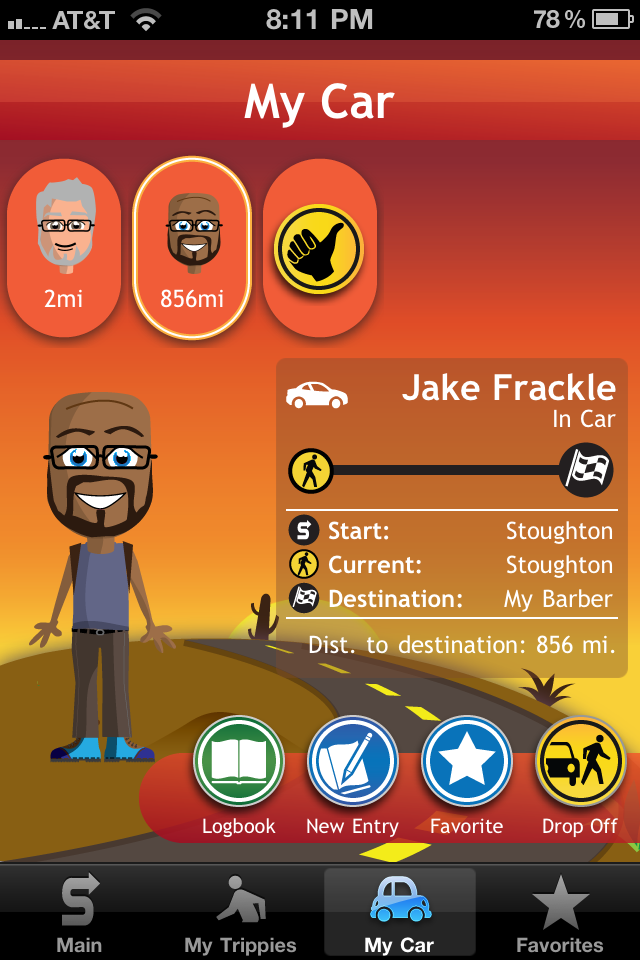 AT&T 8:11 PM 78 %
My Car
2mi 856mi
Jake Frackle
In Car
Start: Stoughton
Current: Stoughton
Destination: My Barber
Dist. to destination: 856 mi.
Logbook New Entry Favorite Drop Off
Main My Trippies My Car Favorites